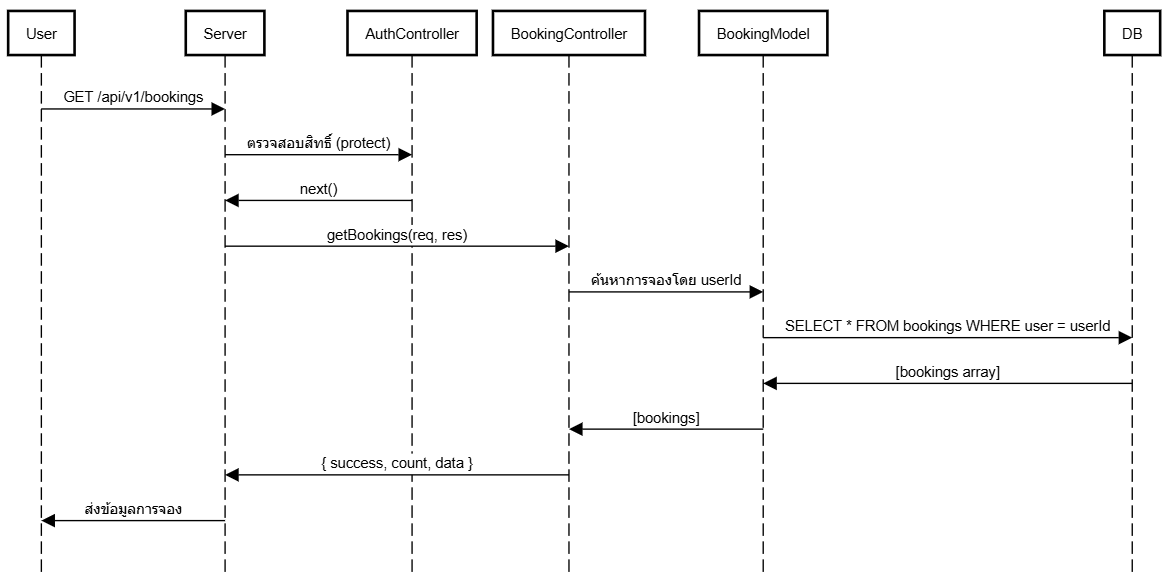 User
Server
AuthController
BookingController
BookingModel
DB
GET /api/v1/bookings
ตรวจสอบสิทธิ์ (protect)
next()
getBookings(req, res)
ค้นหาการจองโดย userId
SELECT * FROM bookings WHERE user = userId
[bookings array]
[bookings]
{ success, count, data }
ส่งข้อมูลการจอง